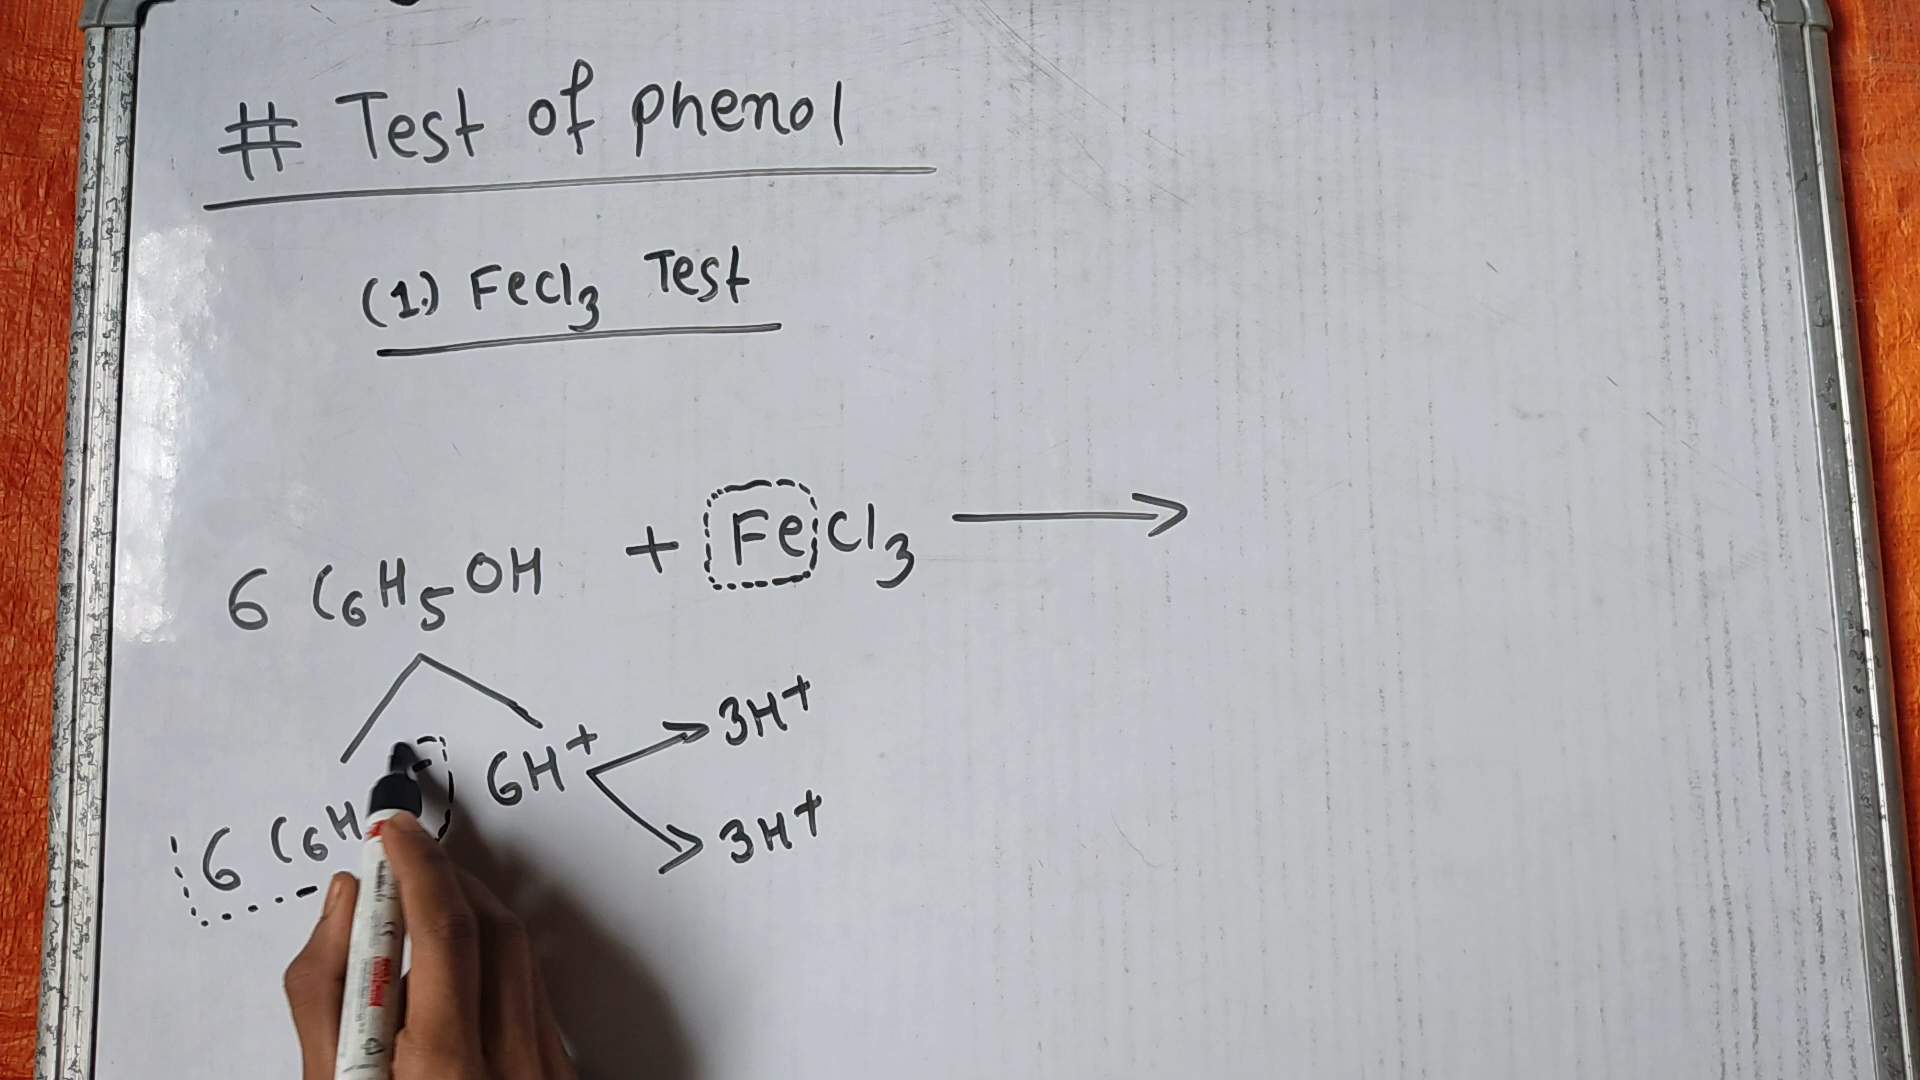 # Test of phenol
(1.) FeCl3 Test
6 C6H5OH + FeCl3 →
6 C6H
6H+
3H+
3H+